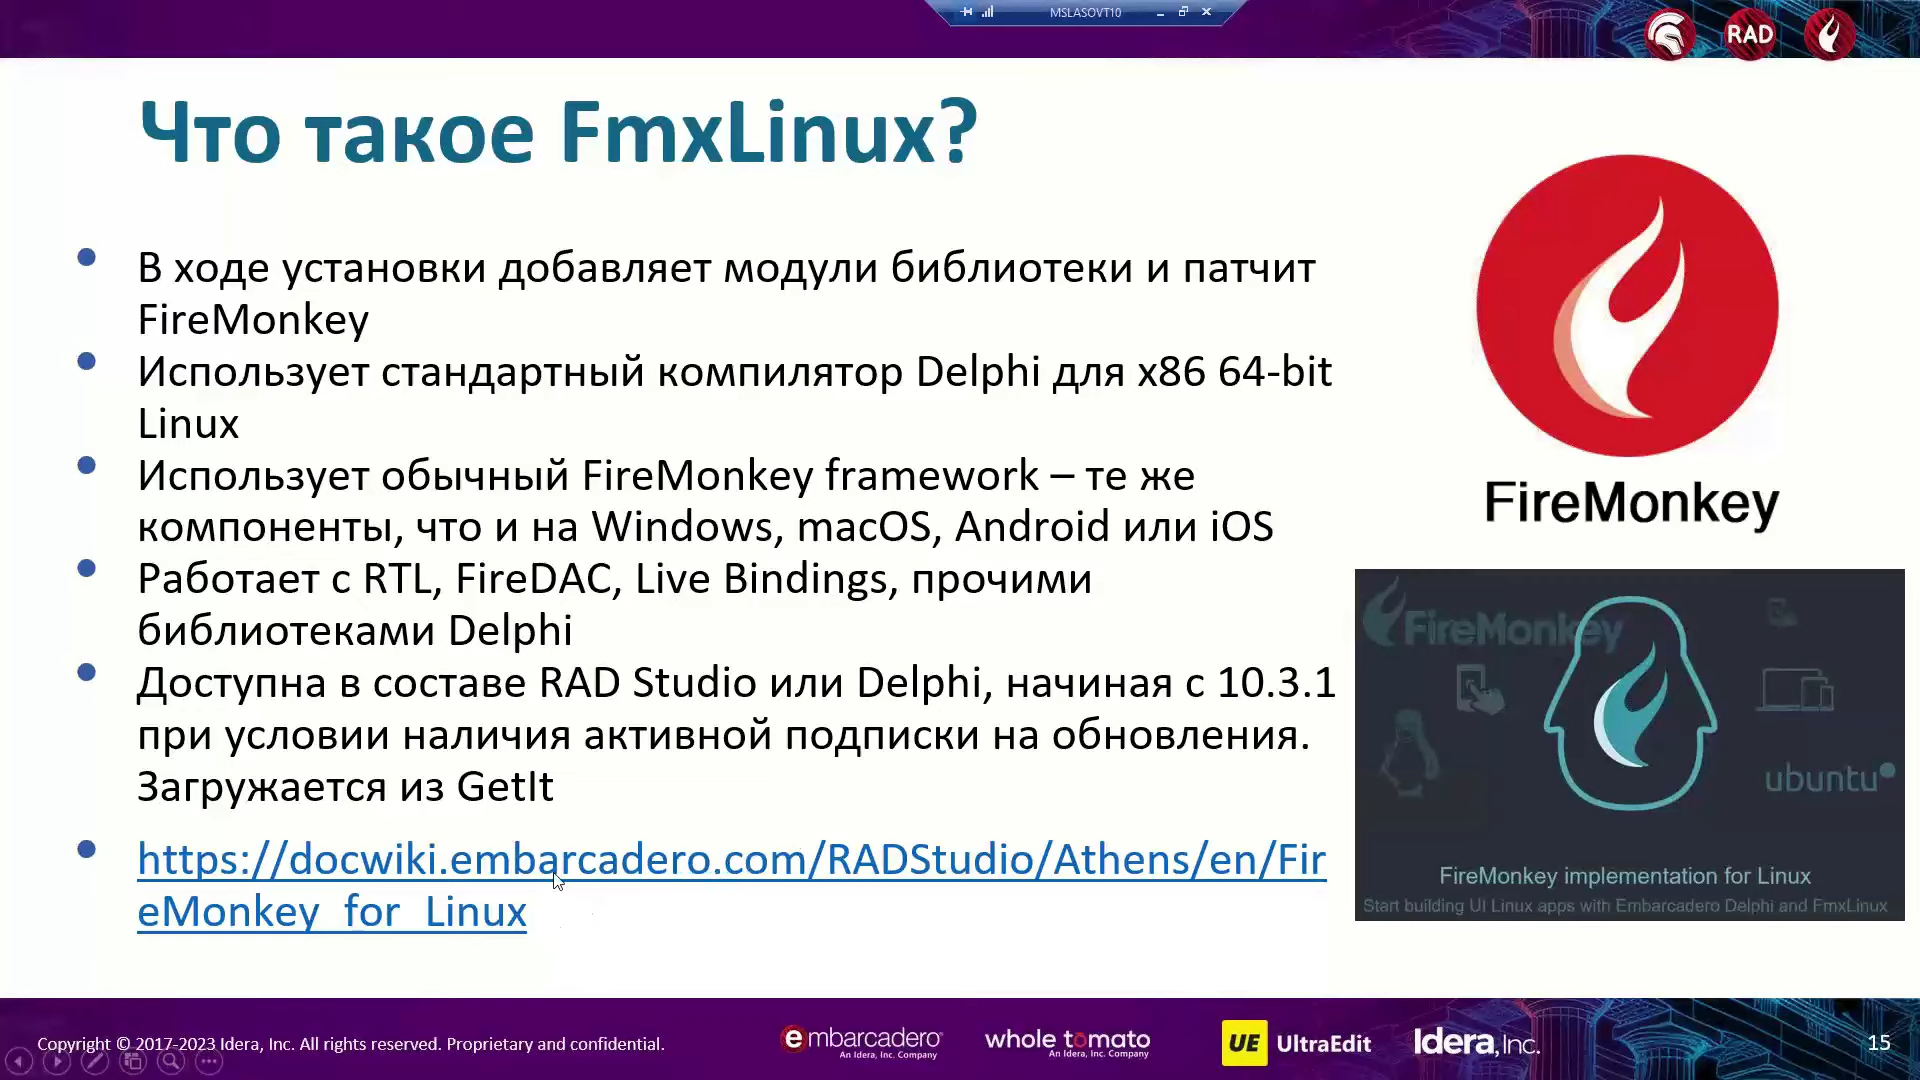 MSLASOVT10
RAD
Что такое FmxLinux?
В ходе установки добавляет модули библиотеки и патчит
FireMonkey
Использует стандартный компилятор Delphi для x86 64-bit
Linux
Использует обычный FireMonkey framework – те же
компоненты, что и на Windows, macOS, Android или iOS
Работает с RTL, FireDAC, Live Bindings, прочими
библиотеками Delphi
Доступна в составе RAD Studio или Delphi, начиная с 10.3.1
при условии наличия активной подписки на обновления.
Загружается из GetIt
https://docwiki.embarcadero.com/RADStudio/Athens/en/Fir
eMonkey_for_Linux
FireMonkey
FireMonkey
ubuntu
FireMonkey implementation for Linux
Start building UI Linux apps with Embarcadero Delphi and FmxLinux
Copyright © 2017-2023 Idera, Inc. All rights reserved. Proprietary and confidential.
embarcadero
An Idera, Inc. Company
whole tomato
An Idera, Inc. Company
UE UltraEdit
Idera, Inc.
15